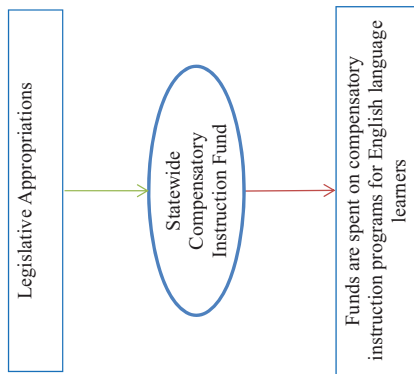 Legislative Appropriations
Statewide
Compensatory
Instruction Fund
Funds are spent on compensatory
instruction programs for English language
learners